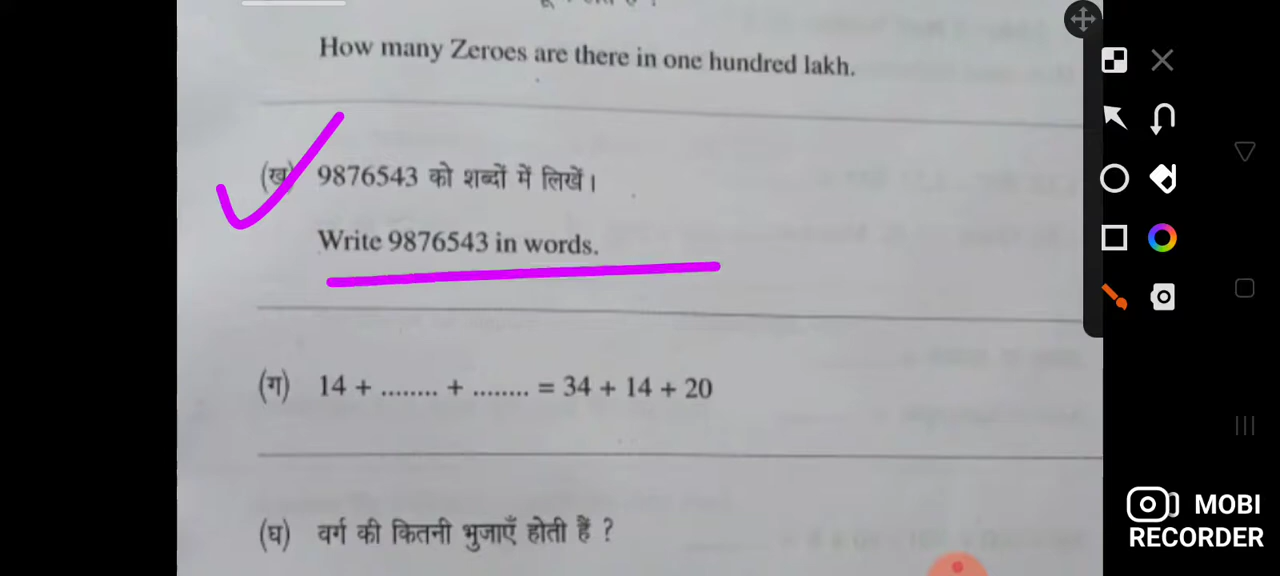 How many Zeroes are there in one hundred lakh.
(ख) 9876543 को शब्दों में लिखें।
Write 9876543 in words.
(ग) 14 + ........ + ........ = 34 + 14 + 20
(घ) वर्ग की कितनी भुजाएँ होती हैं ?
MOBI
RECORDER